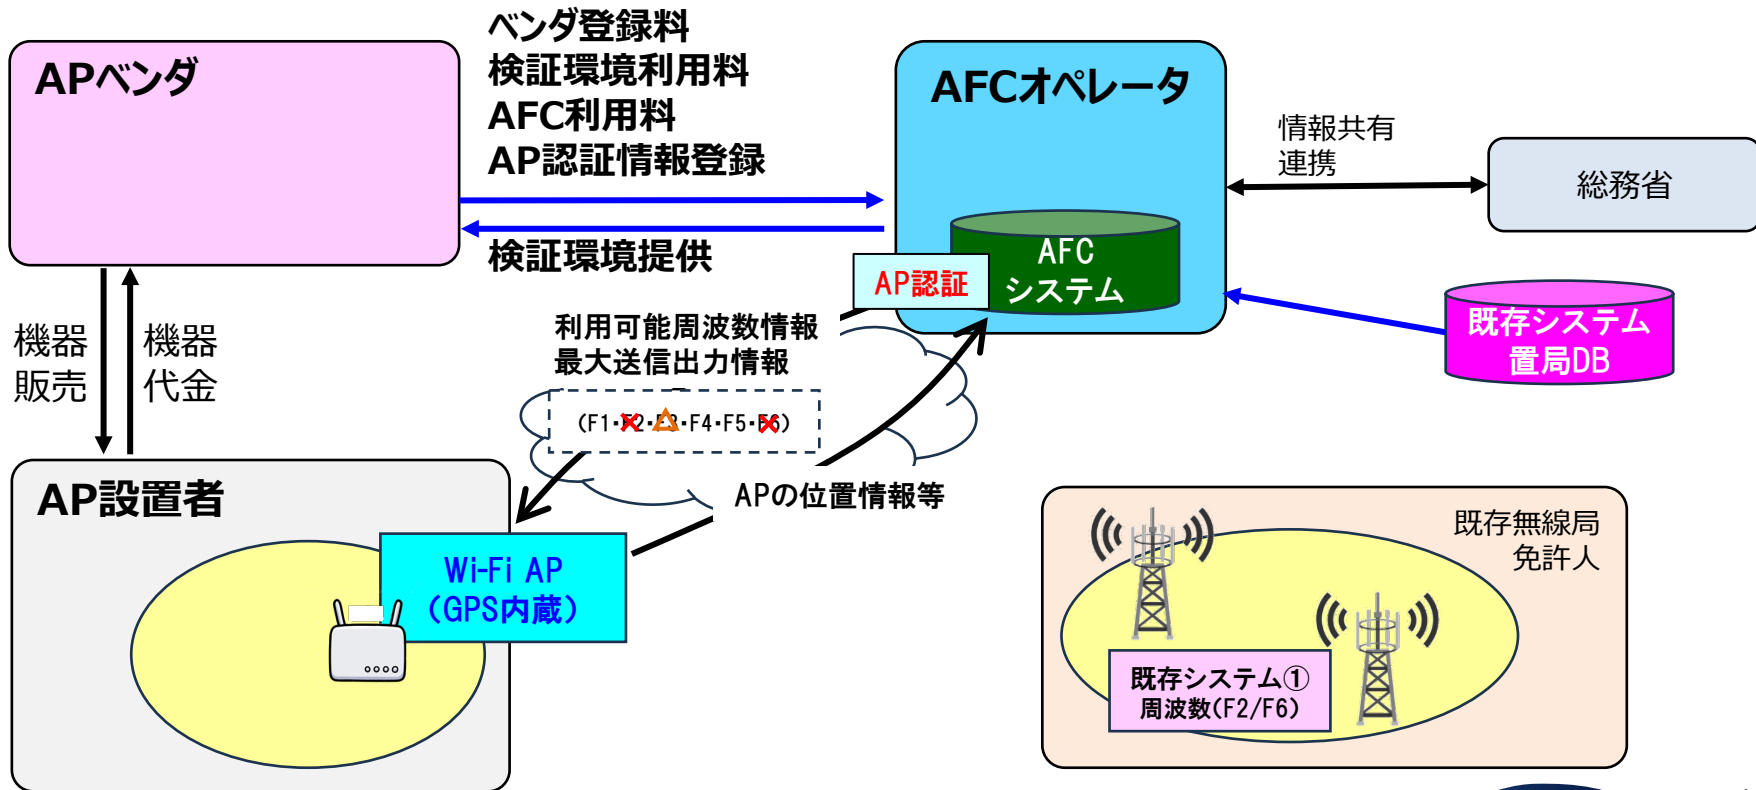 ベンダ登録料
検証環境利用料
AFC利用料
AP認証情報登録
APベンダ
AFCオペレータ
情報共有
連携
総務省
検証環境提供
AFC
システム
AP認証
既存システム
置局DB
機器
販売
機器
代金
利用可能周波数情報
最大送信出力情報
(F1・F2・F3・F4・F5・F6)
APの位置情報等
AP設置者
Wi-Fi AP
(GPS内蔵)
既存無線局
免許人
既存システム①
周波数(F2/F6)